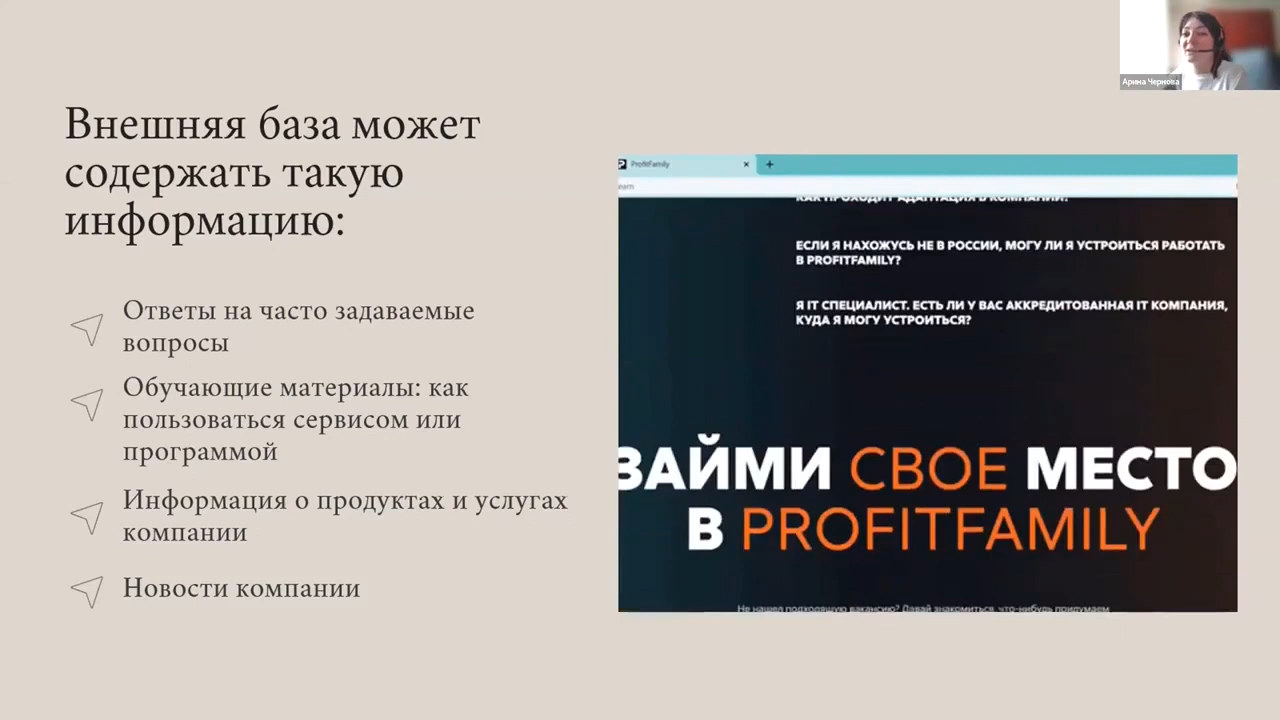 Арина Чернова
Внешняя база может
содержать такую
информацию:
Ответы на часто задаваемые
вопросы
Обучающие материалы: как
пользоваться сервисом или
программой
Информация о продуктах и услугах
компании
Новости компании
ProfitFamily
КАК ПРОХОДИТ АДАПТАЦИЯ В КОМПАНИИ?
ЕСЛИ Я НАХОЖУСЬ НЕ В РОССИИ, МОГУ ЛИ Я УСТРОИТЬСЯ РАБОТАТЬ
В PROFITFAMILY?
Я IT СПЕЦИАЛИСТ. ЕСТЬ ЛИ У ВАС АККРЕДИТОВАННАЯ IT КОМПАНИЯ,
КУДА Я МОГУ УСТРОИТЬСЯ?
ЗАЙМИ СВОЕ МЕСТО
В PROFITFAMILY
Не нашел подходящую вакансию? Давай знакомиться, что-нибудь придумаем